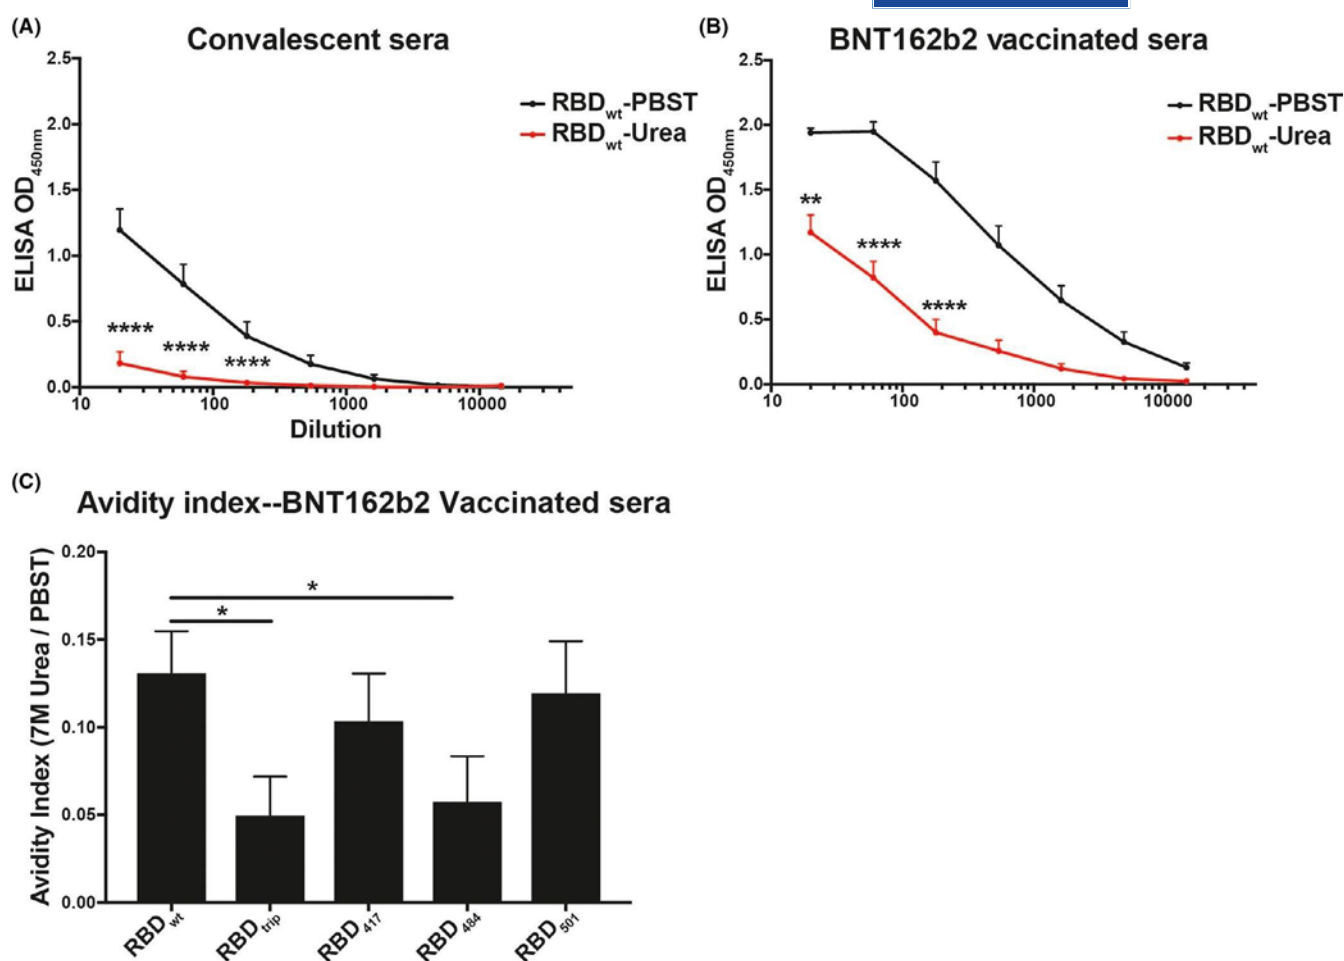 (A)
Convalescent sera
2.5
2.0
1.5
1.0
0.5
0.0
ELISA OD450nm
RBDwt-PBST
RBDwt-Urea
****
****
****
10 100 1000 10000
Dilution
(B)
BNT162b2 vaccinated sera
2.5
2.0
1.5
1.0
0.5
0.0
ELISA OD450nm
RBDwt-PBST
RBDwt-Urea
**
****
****
10 100 1000 10000
(C)
Avidity index--BNT162b2 Vaccinated sera
0.20
0.15
0.10
0.05
0.00
Avidity Index (7M Urea / PBST)
*
*
RBDwt RBDtrip RBD417 RBD484 RBD501